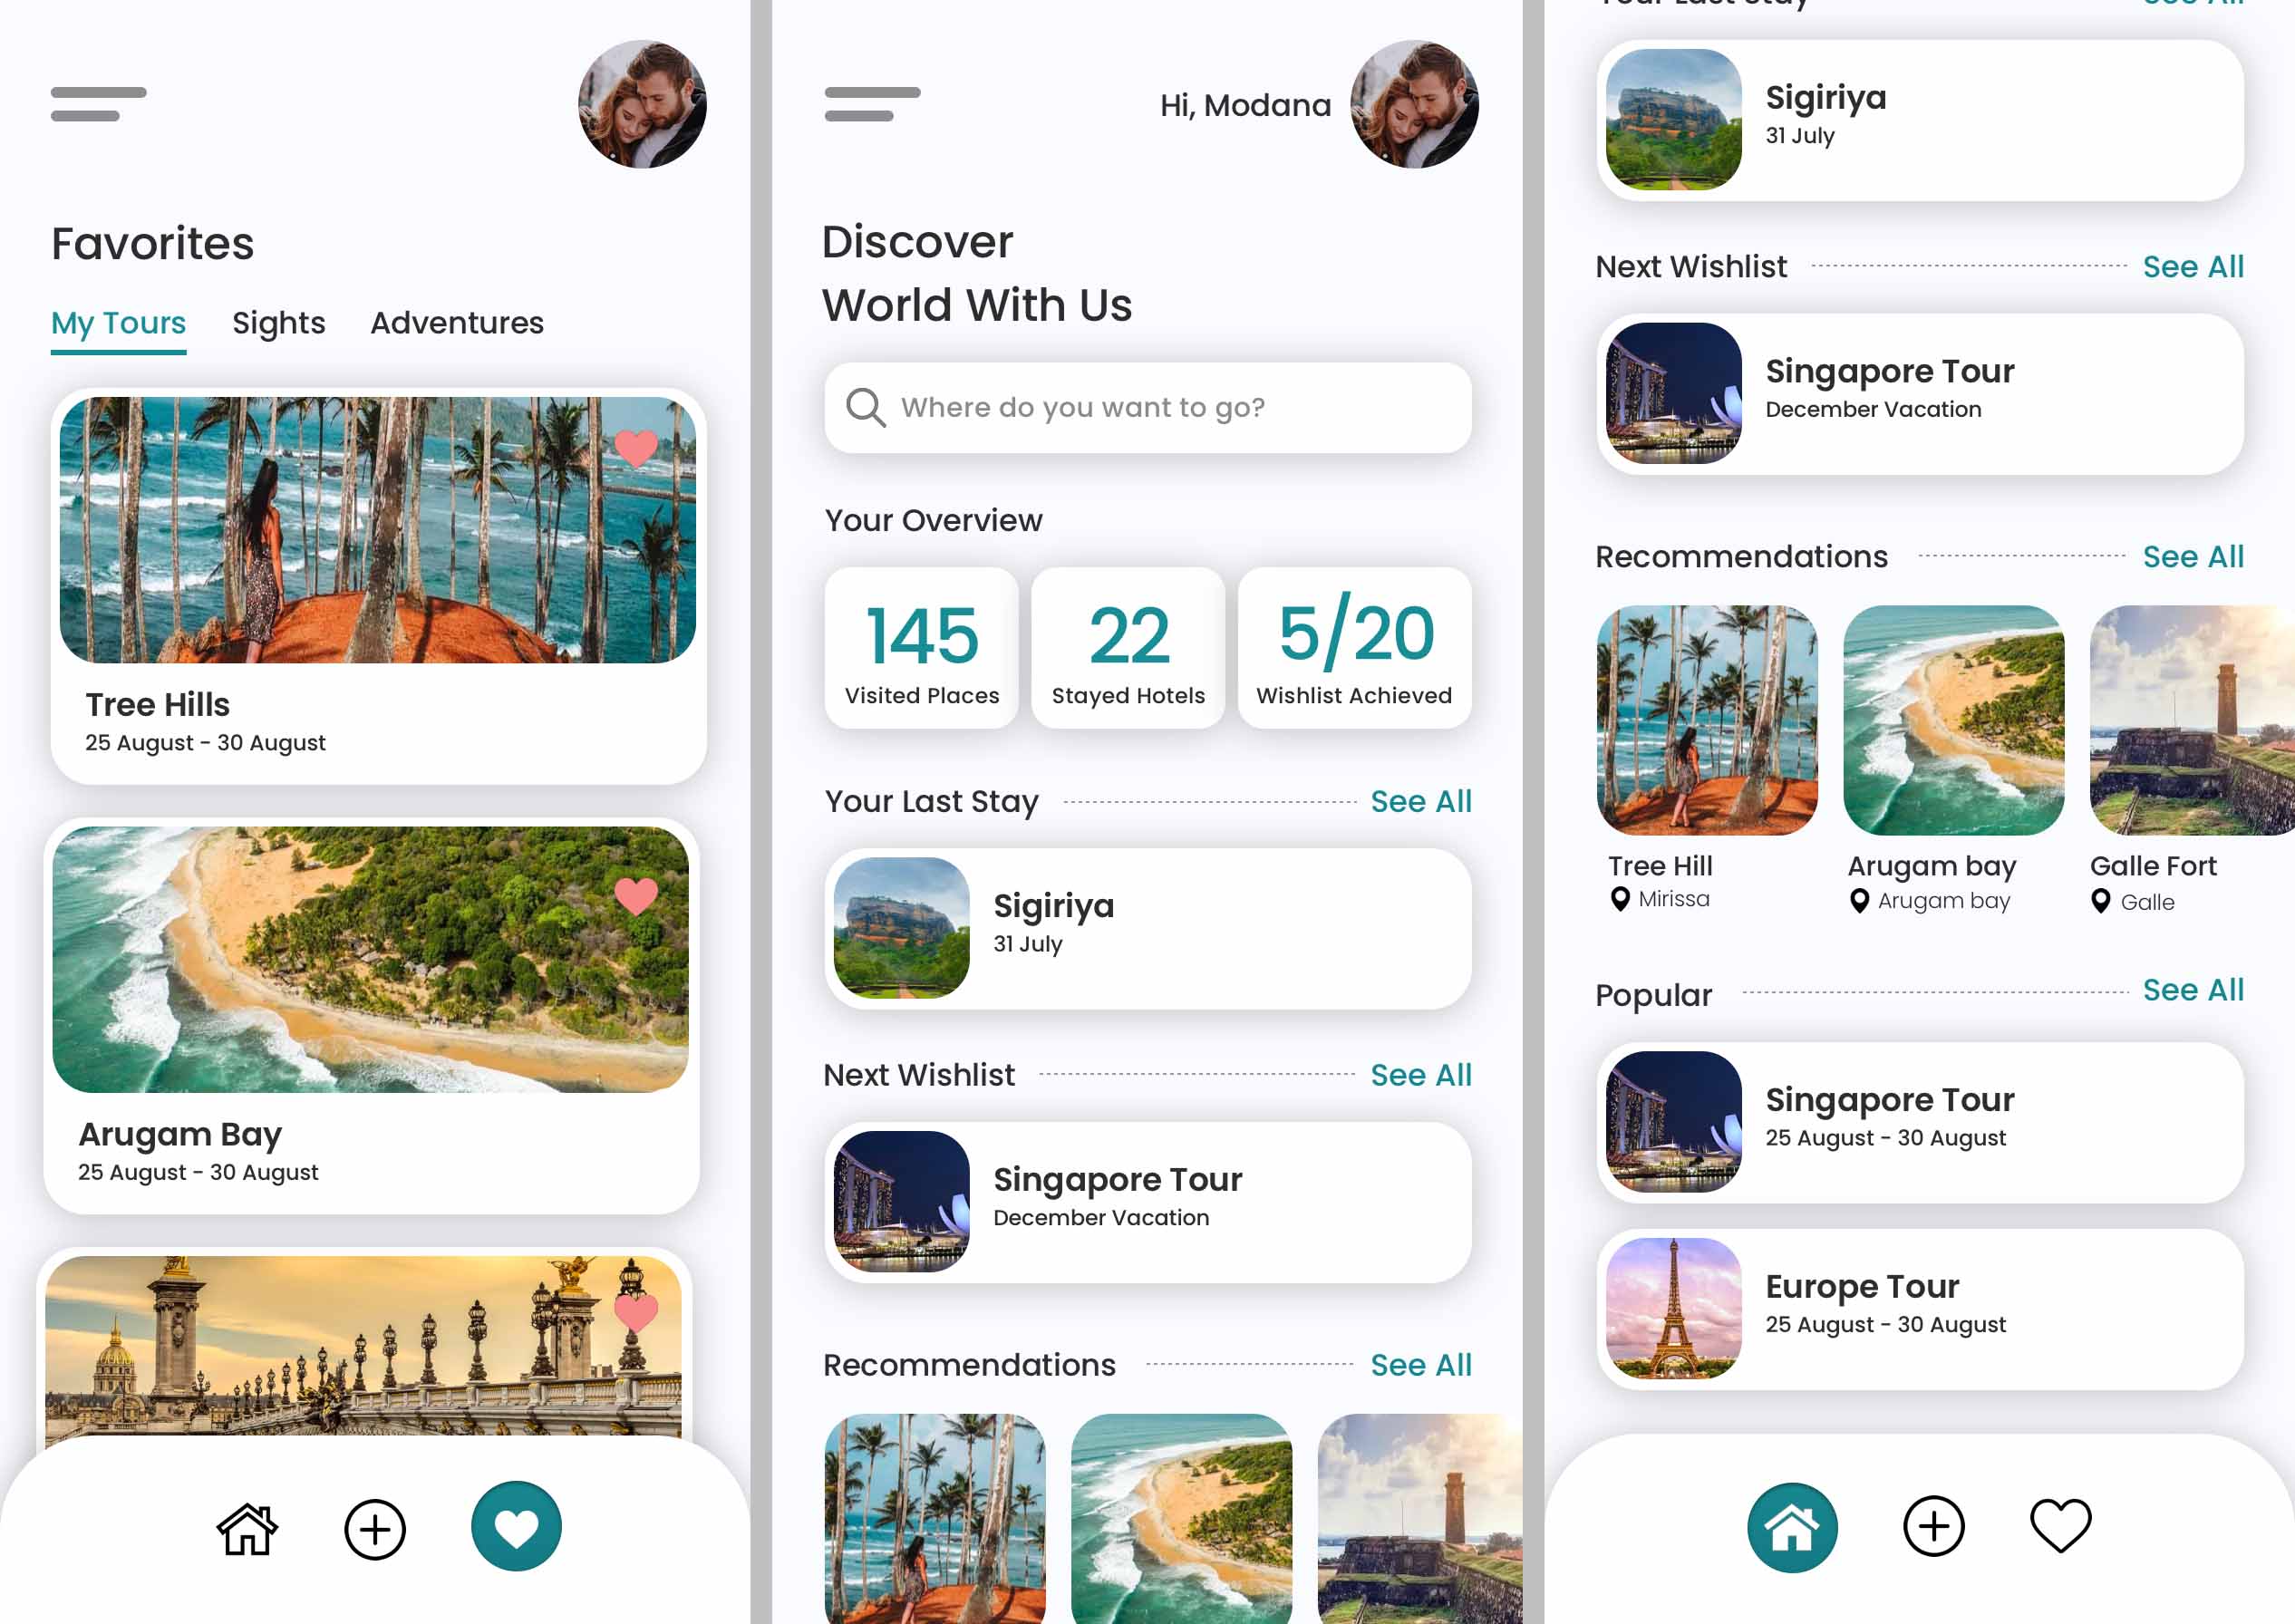 Favorites
My Tours Sights Adventures
Tree Hills
25 August - 30 August
Arugam Bay
25 August - 30 August
Hi, Modana
Discover
World With Us
Where do you want to go?
Your Overview
145 22 5/20
Visited Places Stayed Hotels Wishlist Achieved
Your Last Stay See All
Sigiriya
31 July
Next Wishlist See All
Singapore Tour
December Vacation
Recommendations See All
Your Last Stay See All
Sigiriya
31 July
Next Wishlist See All
Singapore Tour
December Vacation
Recommendations See All
Tree Hill Arugam bay Galle Fort
Mirissa Arugam bay Galle
Popular See All
Singapore Tour
25 August - 30 August
Europe Tour
25 August - 30 August